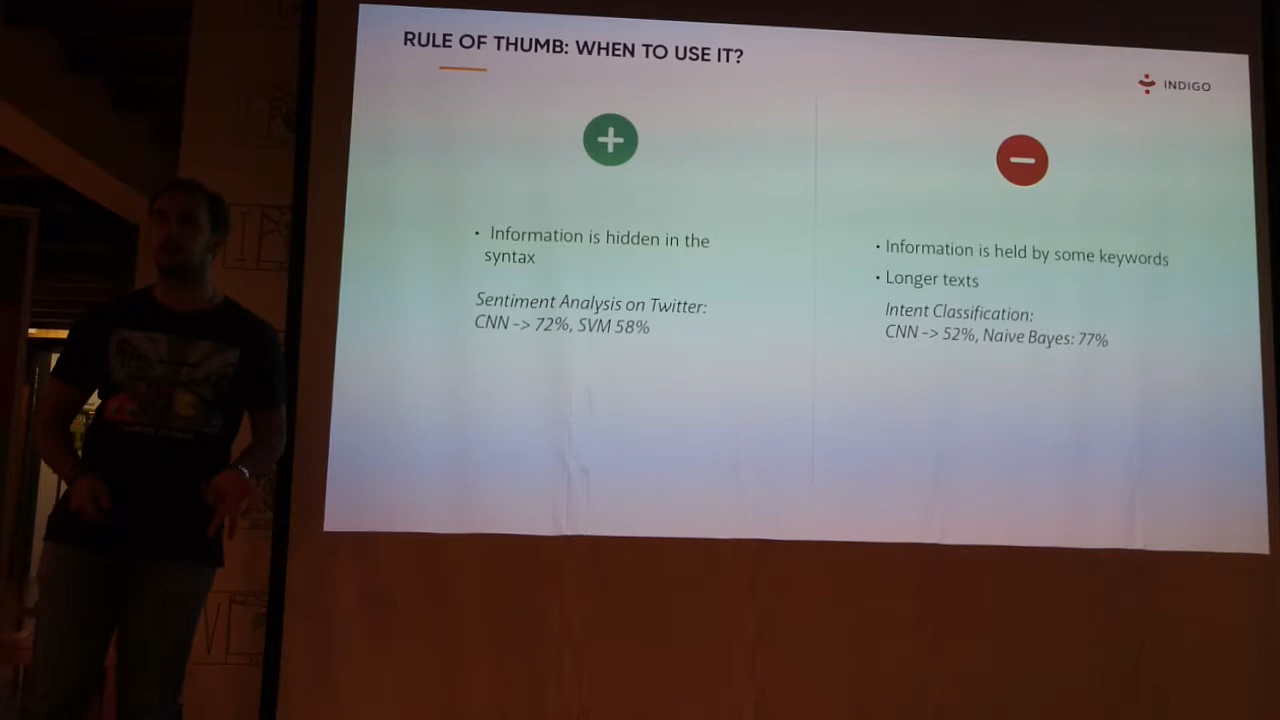 RULE OF THUMB: WHEN TO USE IT?
INDIGO
• Information is hidden in the
syntax
Sentiment Analysis on Twitter:
CNN -> 72%, SVM 58%
• Information is held by some keywords
• Longer texts
Intent Classification:
CNN -> 52%, Naive Bayes: 77%